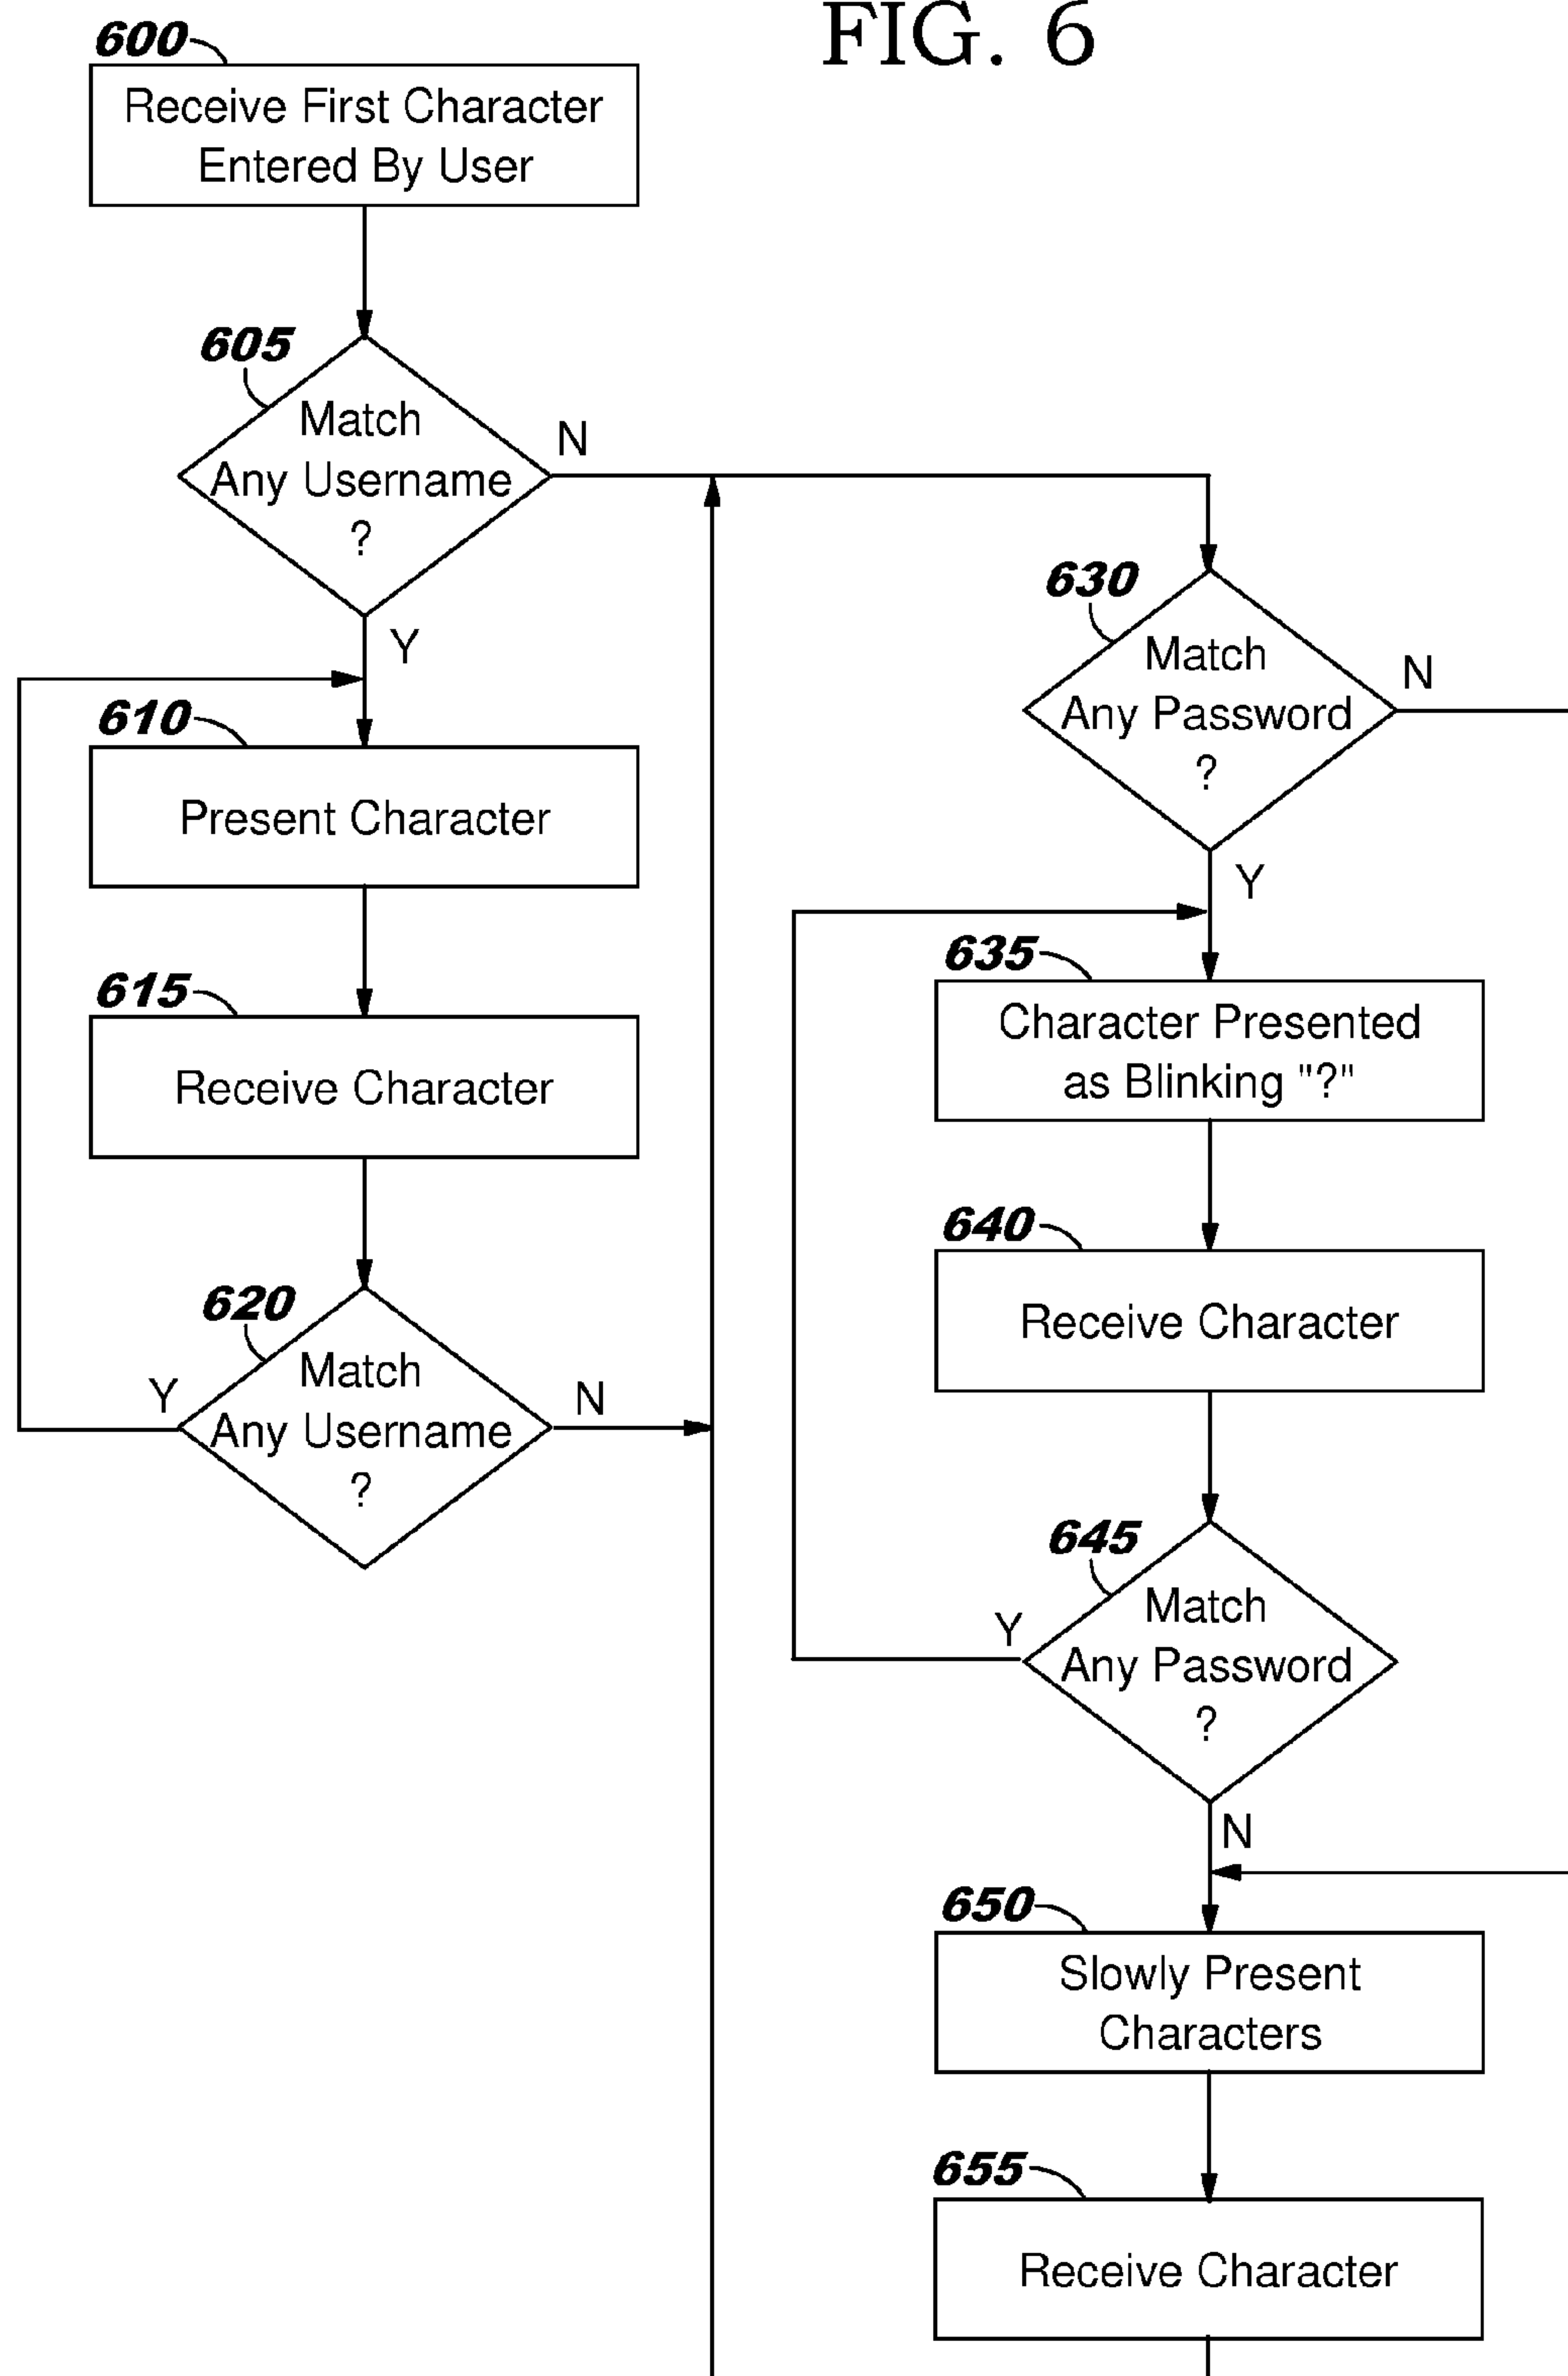 FIG. 6
600
Receive First Character
Entered By User
605
Match
Any Username
?
N
Y
610
Present Character
615
Receive Character
620
Match
Any Username
?
Y
N
630
Match
Any Password
?
N
Y
635
Character Presented
as Blinking "?"
640
Receive Character
645
Match
Any Password
?
Y
N
650
Slowly Present
Characters
655
Receive Character